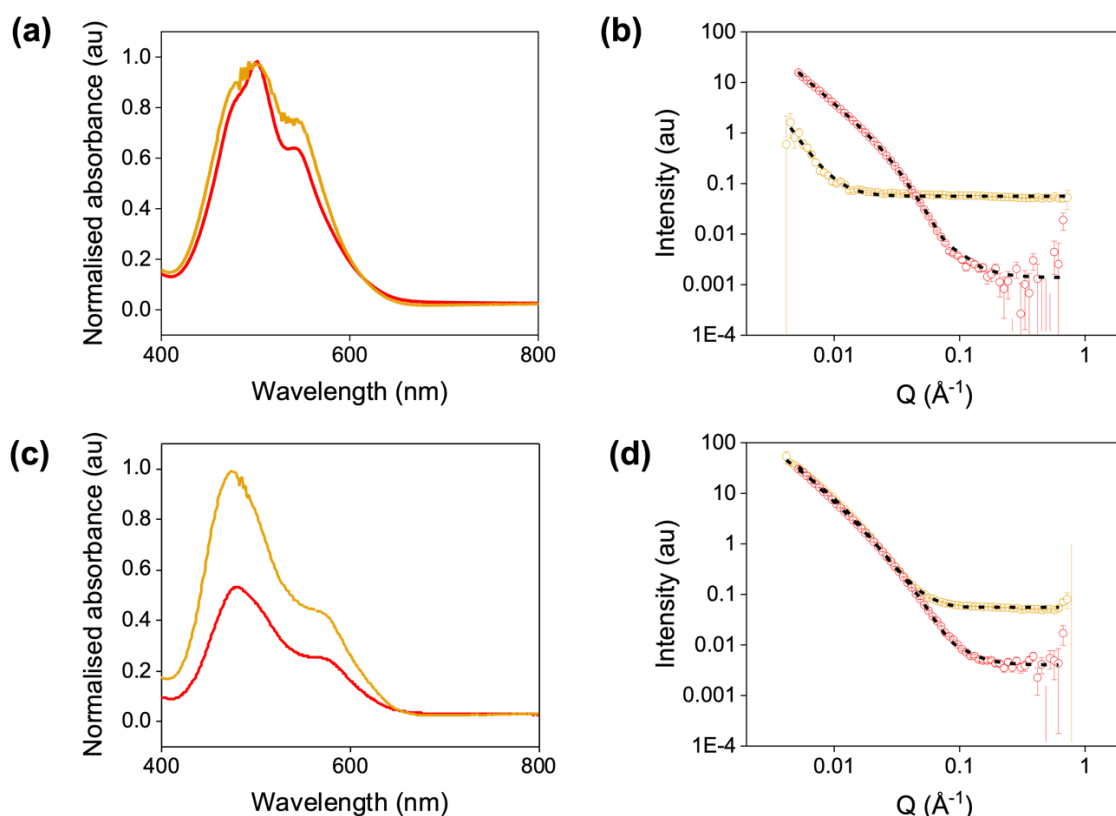 (a)
Normalised absorbance (au)
1.0
0.8
0.6
0.4
0.2
0.0
400
600
800
Wavelength (nm)
(b)
Intensity (au)
100
10
1
0.1
0.01
0.001
1E-4
0.01
0.1
1
Q (Å⁻¹)
(c)
Normalised absorbance (au)
1.0
0.8
0.6
0.4
0.2
0.0
400
600
800
Wavelength (nm)
(d)
Intensity (au)
100
10
1
0.1
0.01
0.001
1E-4
0.01
0.1
1
Q (Å⁻¹)